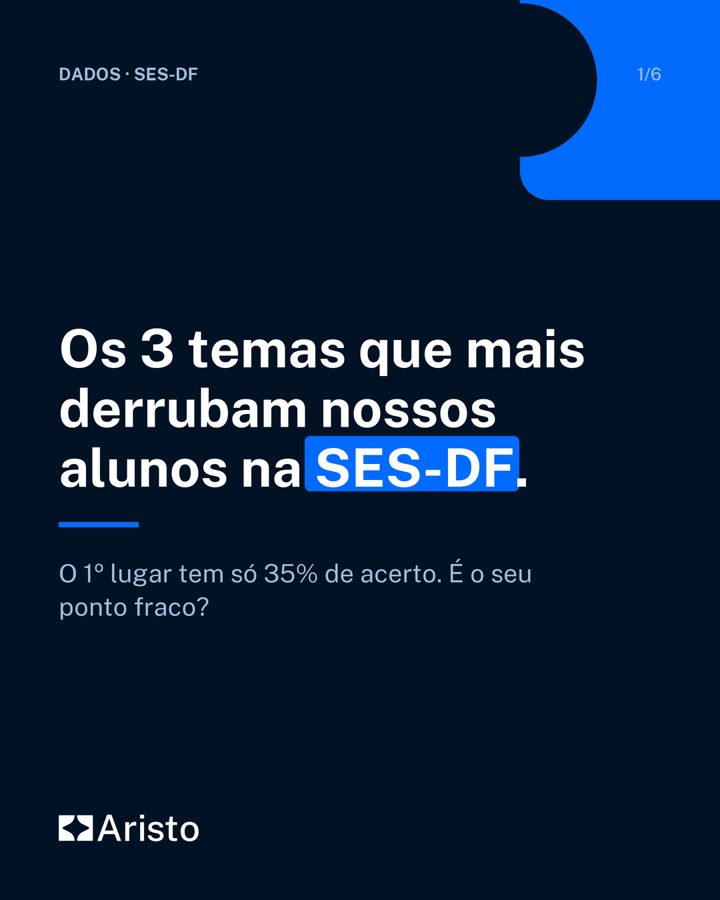 DADOS · SES-DF
1/6
Os 3 temas que mais
derrubam nossos
alunos na SES-DF.
O 1º lugar tem só 35% de acerto. É o seu
ponto fraco?
Aristo